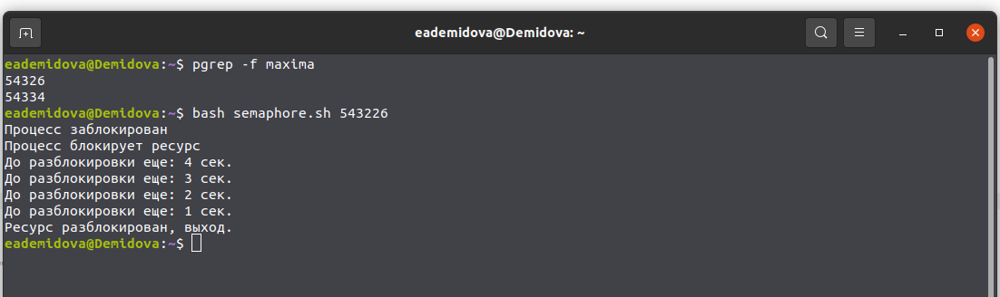 eademidova@Demidova: ~
eademidova@Demidova:~$ pgrep -f maxima
54326
54334
eademidova@Demidova:~$ bash semaphore.sh 543226
Процесс заблокирован
Процесс блокирует ресурс
До разблокировки еще: 4 сек.
До разблокировки еще: 3 сек.
До разблокировки еще: 2 сек.
До разблокировки еще: 1 сек.
Ресурс разблокирован, выход.
eademidova@Demidova:~$